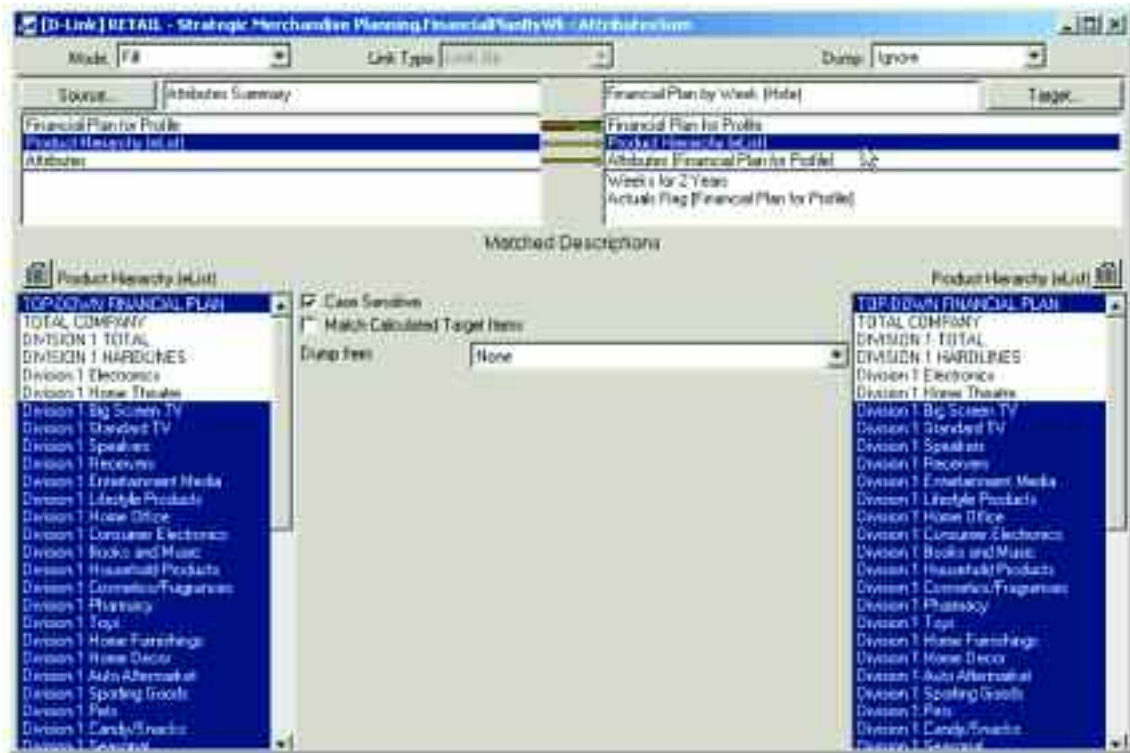 [D-Link] RETAIL - Strategic Merchandise Planning.FinancialPlanByWk
Mode: Fill Link Type Dump Ignore
Source... Attributes Summary Financial Plan by Week [Hide] Target...
Financial Plan for Profile Financial Plan for Profile
Product Hierarchy (eList) Product Hierarchy (eList)
Attributes Attributes [Financial Plan for Profile]
Weeks for 2 Years
Actuals Flag [Financial Plan for Profile]
Matched Descriptions
Product Hierarchy (eList) Product Hierarchy (eList)
TOP-DOWN FINANCIAL PLAN Case Sensitive TOP-DOWN FINANCIAL PLAN
TOTAL COMPANY Match Calculated Target Items TOTAL COMPANY
DIVISION 1 TOTAL DIVISION 1 TOTAL
DIVISION 1 HARDLINES Dump Item None DIVISION 1 HARDLINES
Division 1 Electronics Division 1 Electronics
Division 1 Home Theatre Division 1 Home Theatre
Division 1 Big Screen TV Division 1 Big Screen TV
Division 1 Standard TV Division 1 Standard TV
Division 1 Speakers Division 1 Speakers
Division 1 Receivers Division 1 Receivers
Division 1 Entertainment Media Division 1 Entertainment Media
Division 1 Lifestyle Products Division 1 Lifestyle Products
Division 1 Home Office Division 1 Home Office
Division 1 Consumer Electronics Division 1 Consumer Electronics
Division 1 Books and Music Division 1 Books and Music
Division 1 Household Products Division 1 Household Products
Division 1 Cosmetics/Fragrances Division 1 Cosmetics/Fragrances
Division 1 Pharmacy Division 1 Pharmacy
Division 1 Toys Division 1 Toys
Division 1 Home Furnishings Division 1 Home Furnishings
Division 1 Home Decor Division 1 Home Decor
Division 1 Auto Aftermarket Division 1 Auto Aftermarket
Division 1 Sporting Goods Division 1 Sporting Goods
Division 1 Pets Division 1 Pets
Division 1 Candy/Snacks Division 1 Candy/Snacks
Division 1 Seasonal Division 1 Seasonal